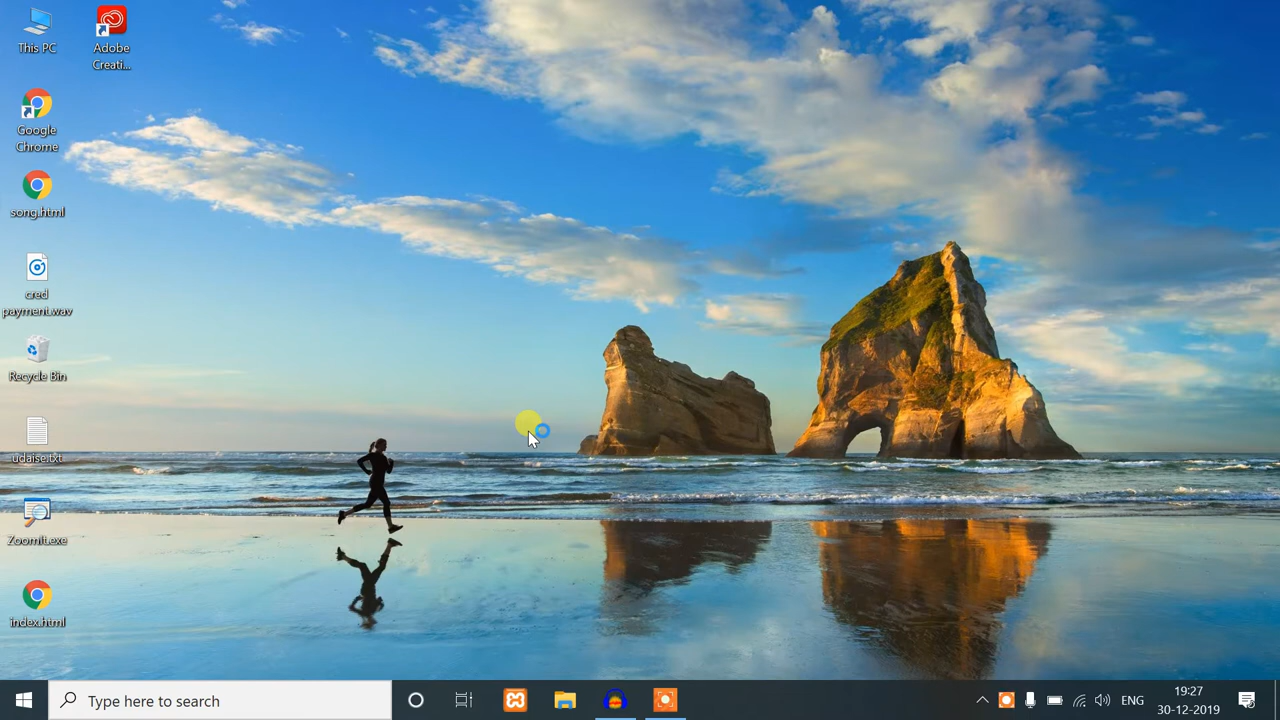 This PC
Adobe
Creati...
Google
Chrome
song.html
cred
payment.wav
Recycle Bin
udaise.txt
ZoomIt.exe
index.html
Type here to search
ENG
19:27
30-12-2019